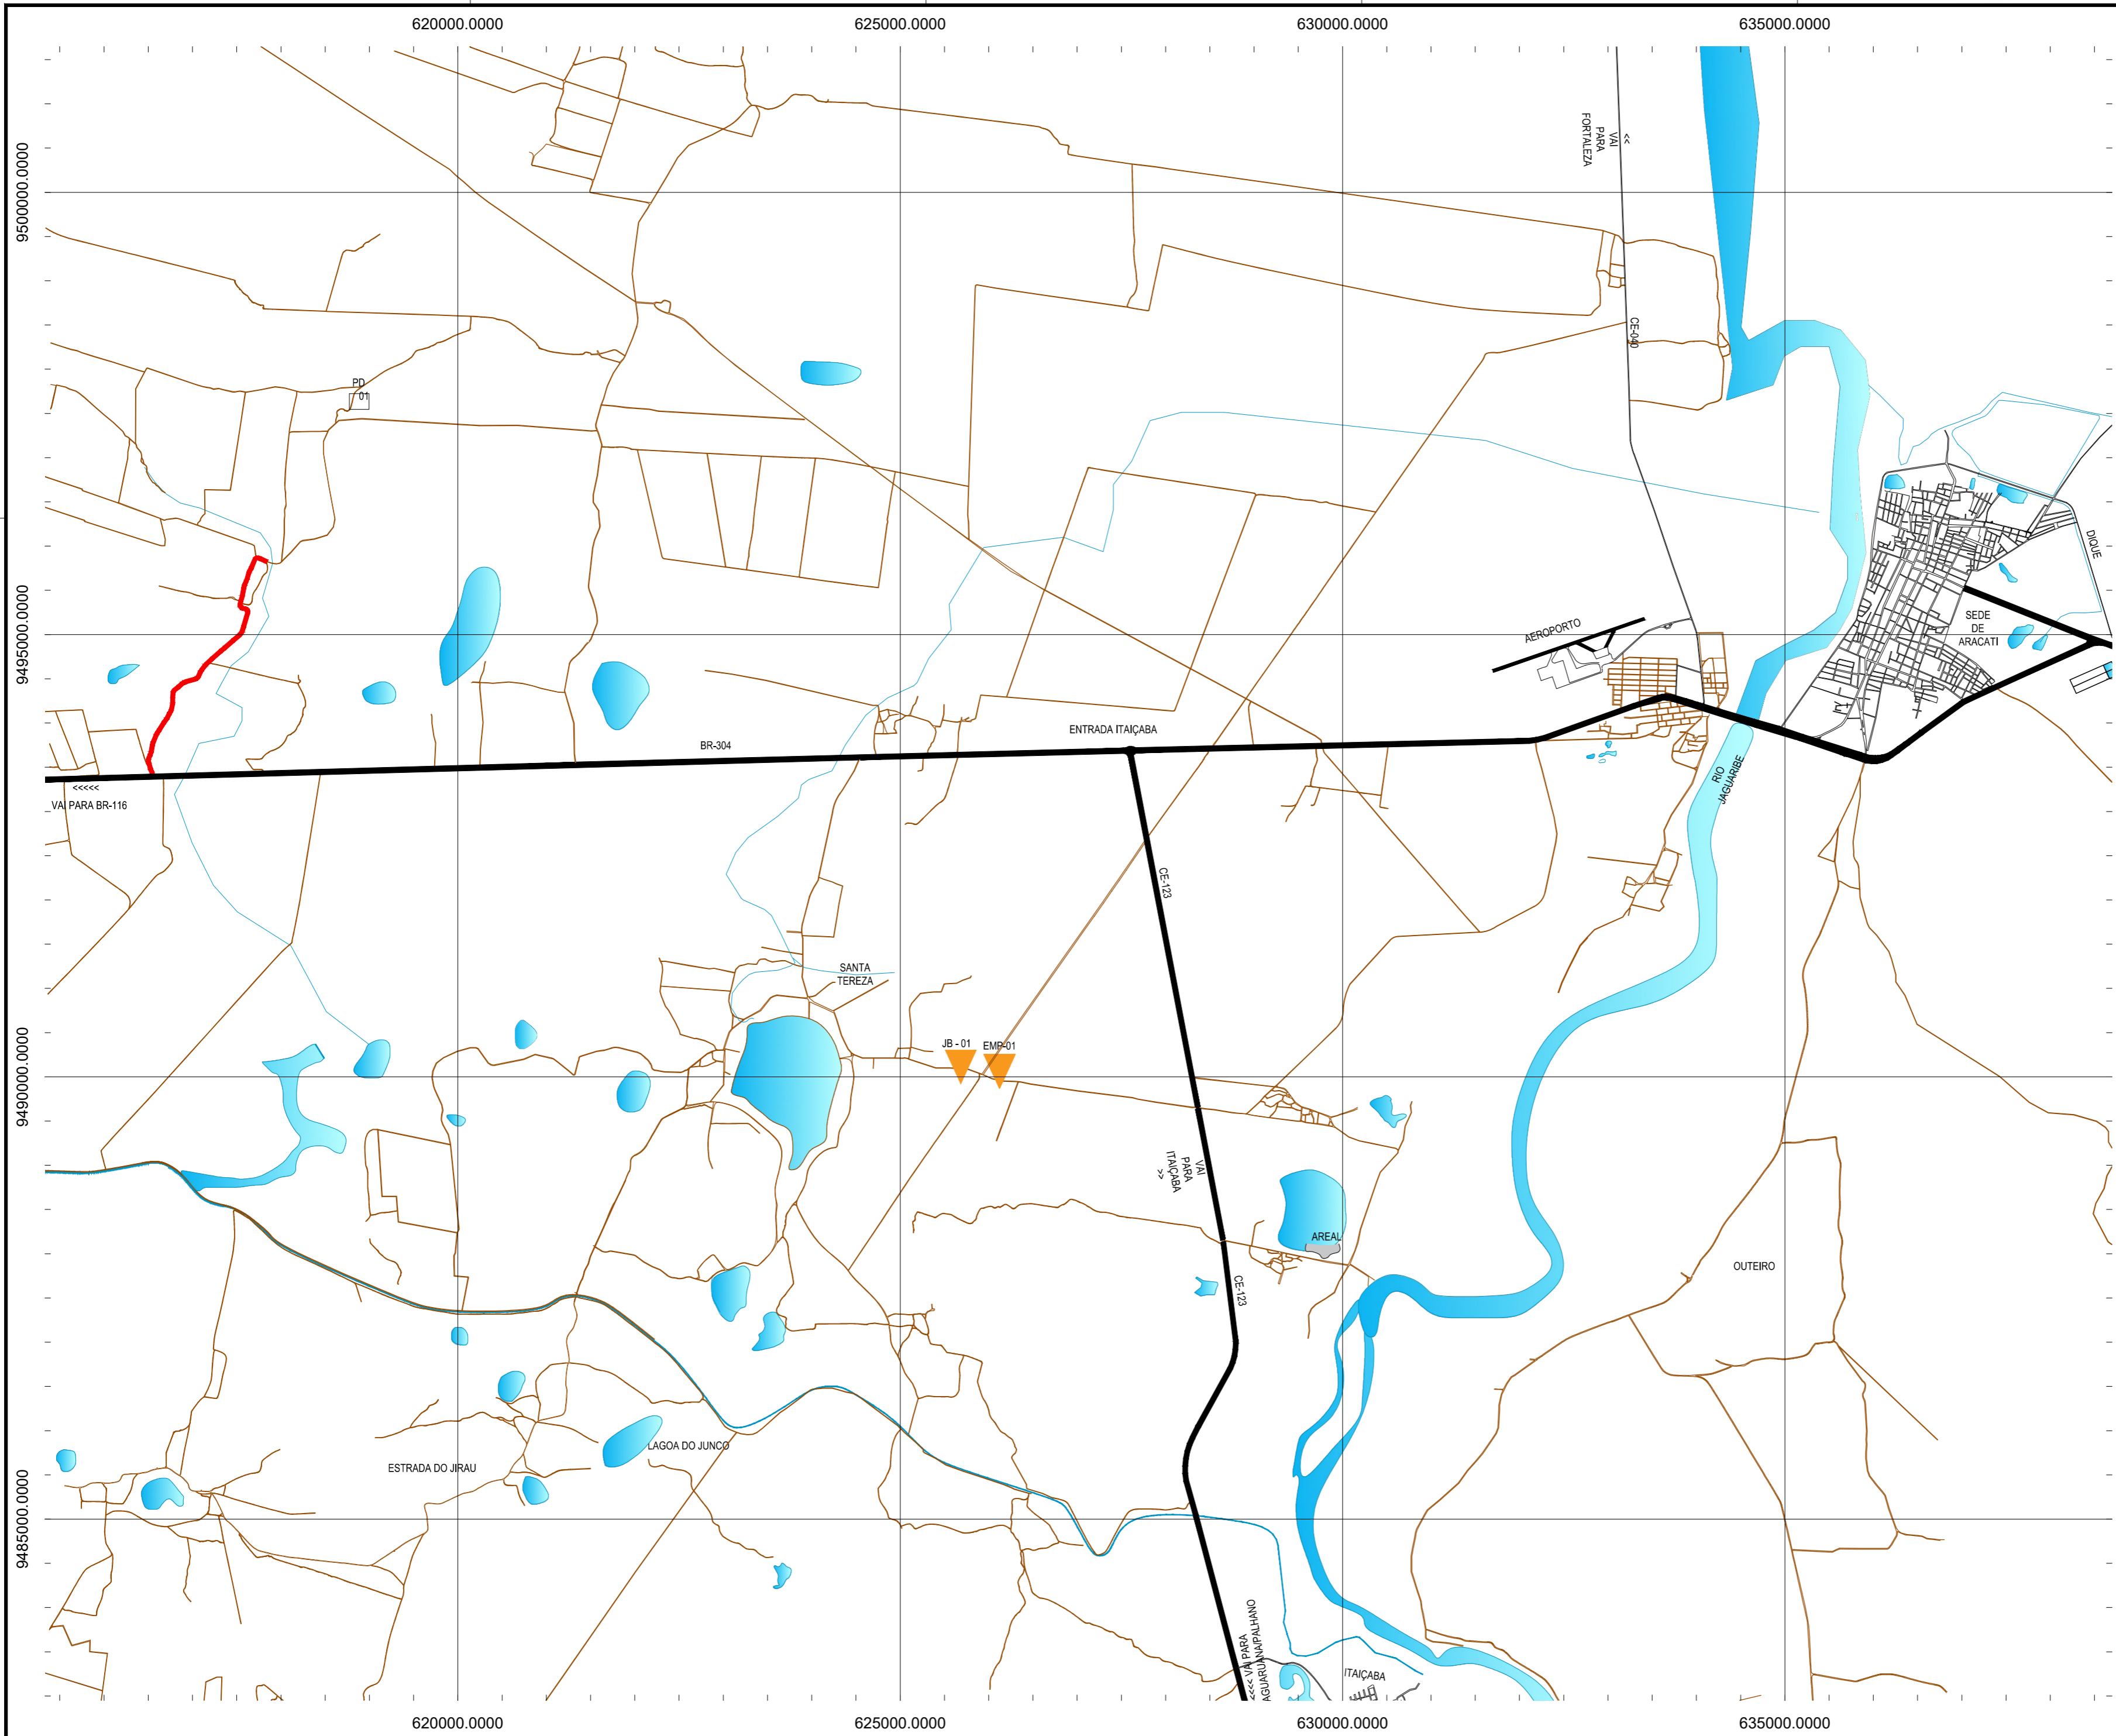 620000.0000
625000.0000
630000.0000
635000.0000
9500000.0000
<<
VAI
PARA
FORTALEZA
CE-040
PD
01
DIQUE
9495000.0000
AEROPORTO
SEDE
DE
ARACATI
ENTRADA ITAIÇABA
BR-304
RIO
JAGUARIBE
<<<<<
VAI PARA BR-116
CE-123
SANTA
TEREZA
JB - 01
EMP-01
9490000.0000
VAI
PARA
ITAIÇABA
>>
AREAL
OUTEIRO
CE-123
LAGOA DO JUNCO
ESTRADA DO JIRAU
9485000.0000
<<<< VAI PARA
JAGUARUANA/PALHANO
ITAIÇABA
620000.0000
625000.0000
630000.0000
635000.0000